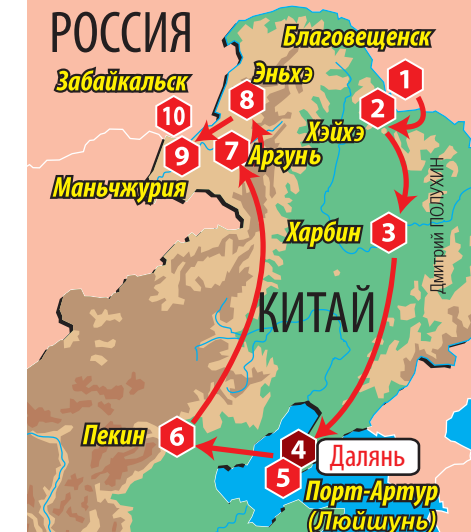 РОССИЯ
Благовещенск
Забайкальск
Эньхэ
1
10
8
2
Хэйхэ
9
7
Аргунь
Маньчжурия
Дмитрий ПОЛУХИН
Харбин
3
КИТАЙ
Пекин
6
4
Далянь
5
Порт-Артур
(Люйшунь)